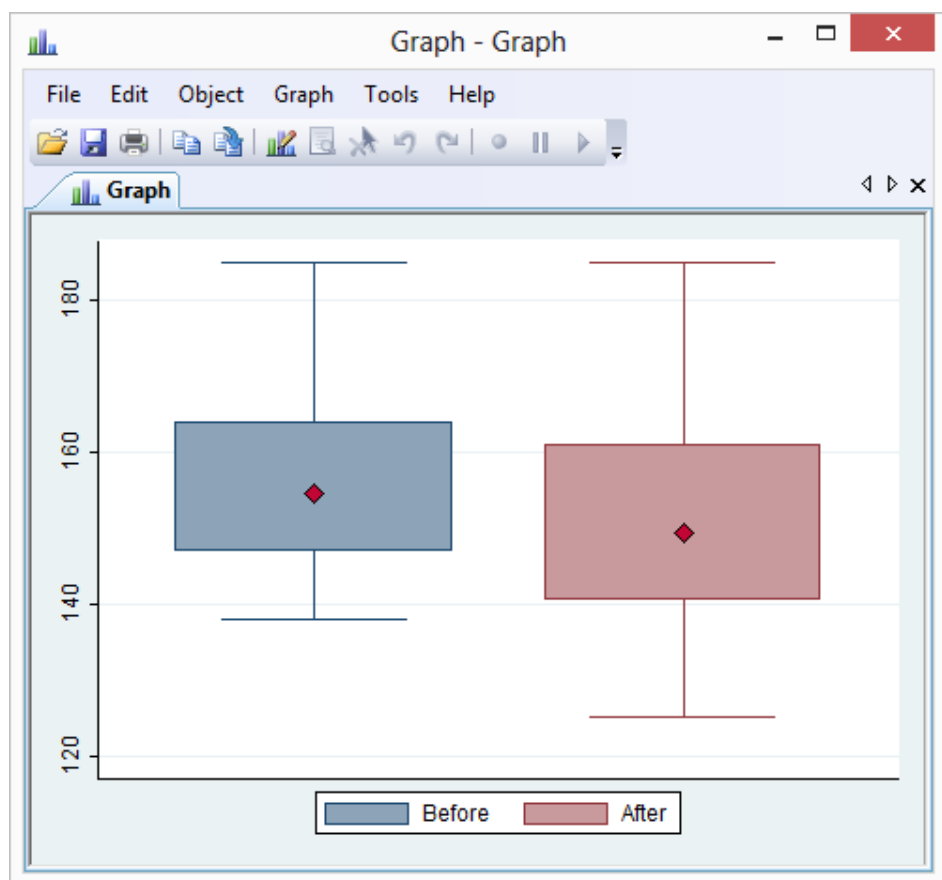 Graph - Graph
File Edit Object Graph Tools Help
Graph
180
160
140
120
Before After